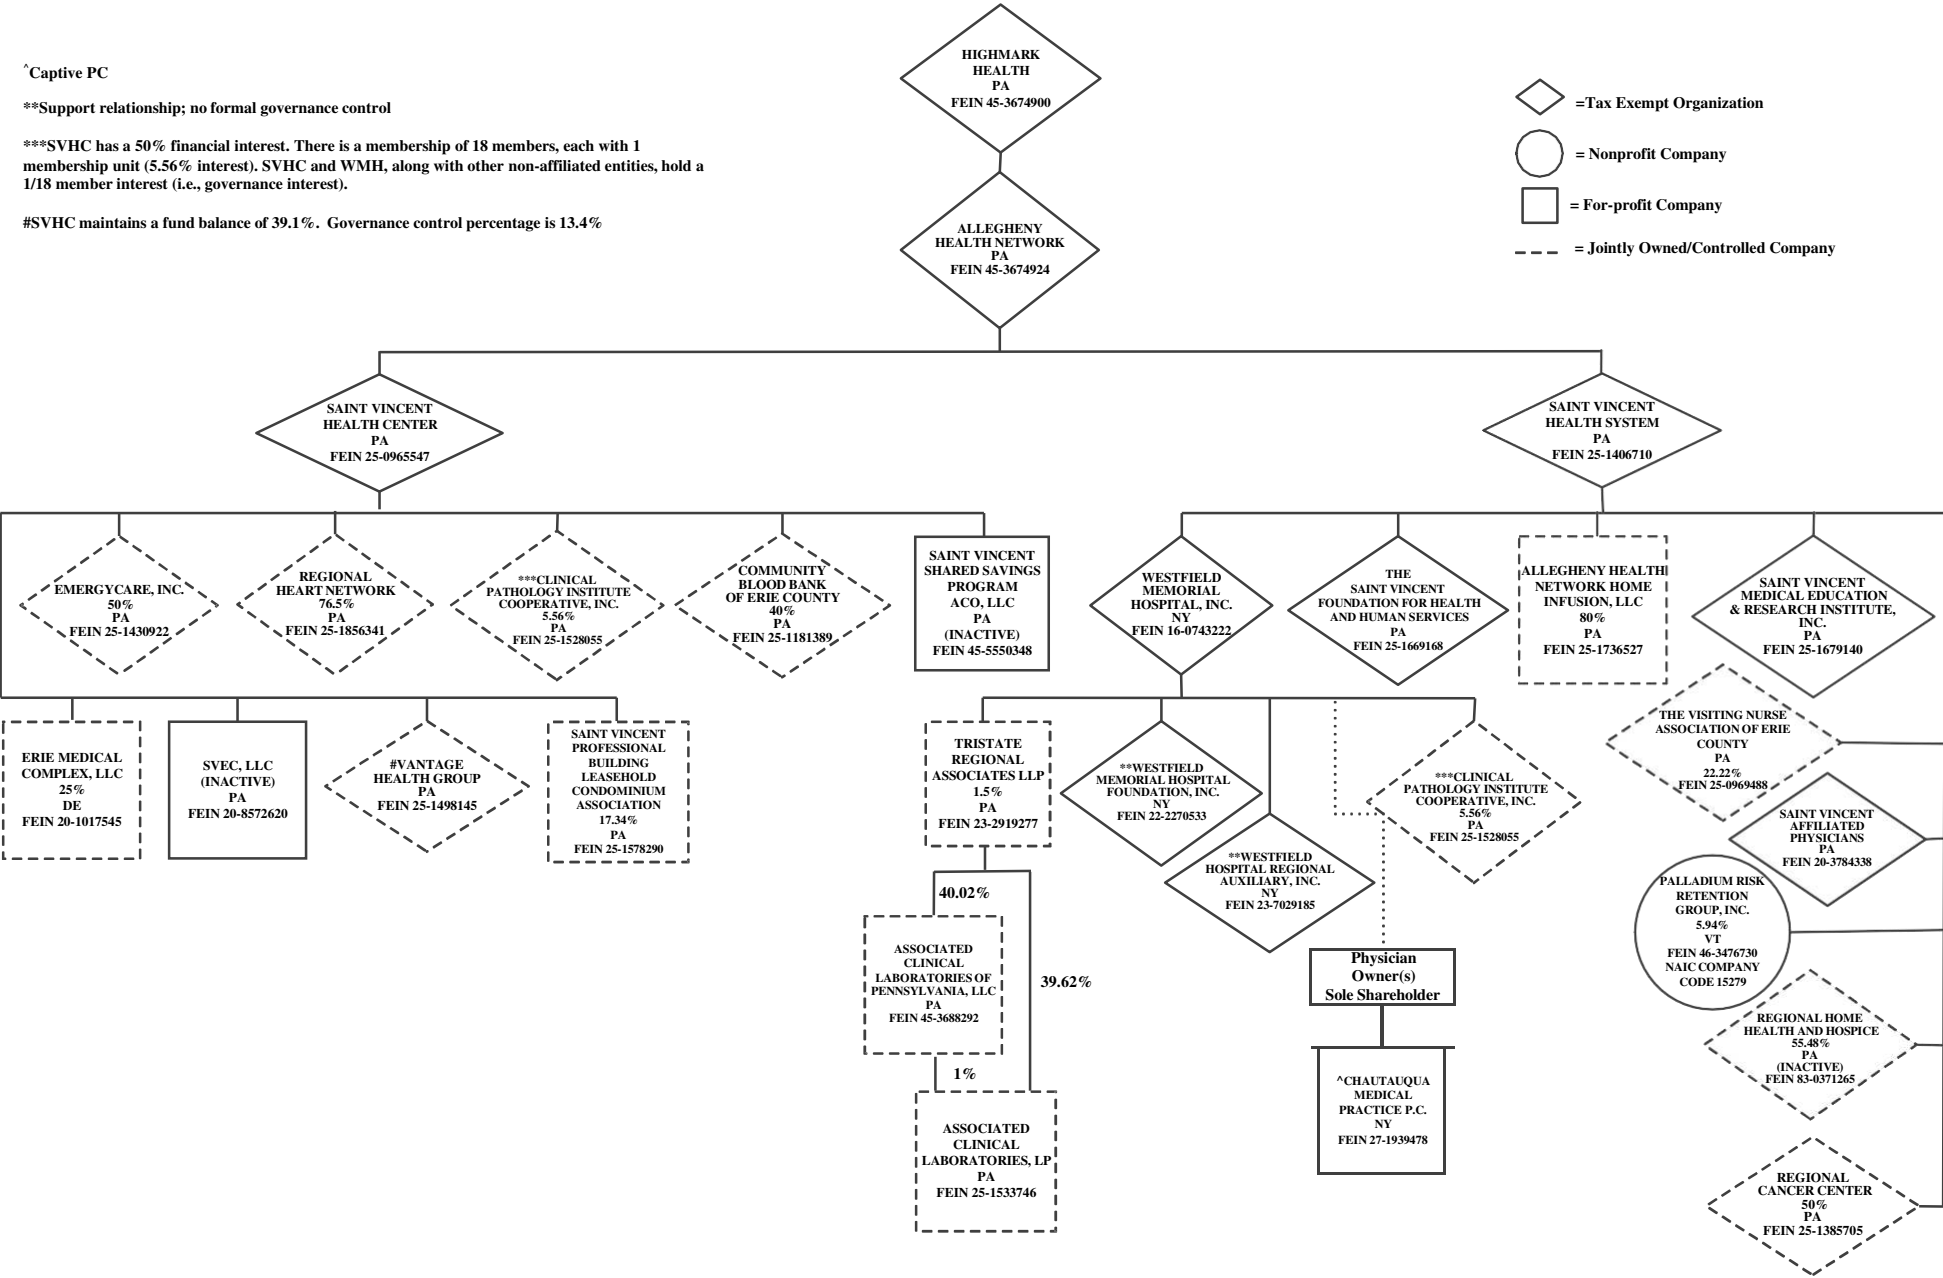 ^Captive PC
**Support relationship; no formal governance control
***SVHC has a 50% financial interest. There is a membership of 18 members, each with 1
membership unit (5.56% interest). SVHC and WMH, along with other non-affiliated entities, hold a
1/18 member interest (i.e., governance interest).
#SVHC maintains a fund balance of 39.1%. Governance control percentage is 13.4%
HIGHMARK
HEALTH
PA
FEIN 45-3674900
=Tax Exempt Organization
= Nonprofit Company
= For-profit Company
= Jointly Owned/Controlled Company
ALLEGHENY
HEALTH NETWORK
PA
FEIN 45-3674924
SAINT VINCENT
HEALTH CENTER
PA
FEIN 25-0965547
SAINT VINCENT
HEALTH SYSTEM
PA
FEIN 25-1406710
EMERGYCARE, INC.
50%
PA
FEIN 25-1430922
REGIONAL
HEART NETWORK
76.5%
PA
FEIN 25-1856341
***CLINICAL
PATHOLOGY INSTITUTE
COOPERATIVE, INC.
5.56%
PA
FEIN 25-1528055
COMMUNITY
BLOOD BANK
OF ERIE COUNTY
40%
PA
FEIN 25-1181389
SAINT VINCENT
SHARED SAVINGS
PROGRAM
ACO, LLC
PA
(INACTIVE)
FEIN 45-5550348
WESTFIELD
MEMORIAL
HOSPITAL, INC.
NY
FEIN 16-0743222
THE
SAINT VINCENT
FOUNDATION FOR HEALTH
AND HUMAN SERVICES
PA
FEIN 25-1669168
ALLEGHENY HEALTH
NETWORK HOME
INFUSION, LLC
80%
PA
FEIN 25-1736527
SAINT VINCENT
MEDICAL EDUCATION
& RESEARCH INSTITUTE,
INC.
PA
FEIN 25-1679140
ERIE MEDICAL
COMPLEX, LLC
25%
DE
FEIN 20-1017545
SVEC, LLC
(INACTIVE)
PA
FEIN 20-8572620
#VANTAGE
HEALTH GROUP
PA
FEIN 25-1498145
SAINT VINCENT
PROFESSIONAL
BUILDING
LEASEHOLD
CONDOMINIUM
ASSOCIATION
17.34%
PA
FEIN 25-1578290
TRISTATE
REGIONAL
ASSOCIATES LLP
1.5%
PA
FEIN 23-2919277
**WESTFIELD
MEMORIAL HOSPITAL
FOUNDATION, INC.
NY
FEIN 22-2270533
**WESTFIELD
HOSPITAL REGIONAL
AUXILIARY, INC.
NY
FEIN 23-7029185
***CLINICAL
PATHOLOGY INSTITUTE
COOPERATIVE, INC.
5.56%
PA
FEIN 25-1528055
THE VISITING NURSE
ASSOCIATION OF ERIE
COUNTY
PA
22.22%
FEIN 25-0969488
SAINT VINCENT
AFFILIATED
PHYSICIANS
PA
FEIN 20-3784338
PALLADIUM RISK
RETENTION
GROUP, INC.
5.94%
VT
FEIN 46-3476730
NAIC COMPANY
CODE 15279
40.02%
ASSOCIATED
CLINICAL
LABORATORIES OF
PENNSYLVANIA, LLC
PA
FEIN 45-3688292
39.62%
1%
ASSOCIATED
CLINICAL
LABORATORIES, LP
PA
FEIN 25-1533746
Physician
Owner(s)
Sole Shareholder
^CHAUTAUQUA
MEDICAL
PRACTICE P.C.
NY
FEIN 27-1939478
REGIONAL HOME
HEALTH AND HOSPICE
55.48%
PA
(INACTIVE)
FEIN 83-0371265
REGIONAL
CANCER CENTER
50%
PA
FEIN 25-1385705